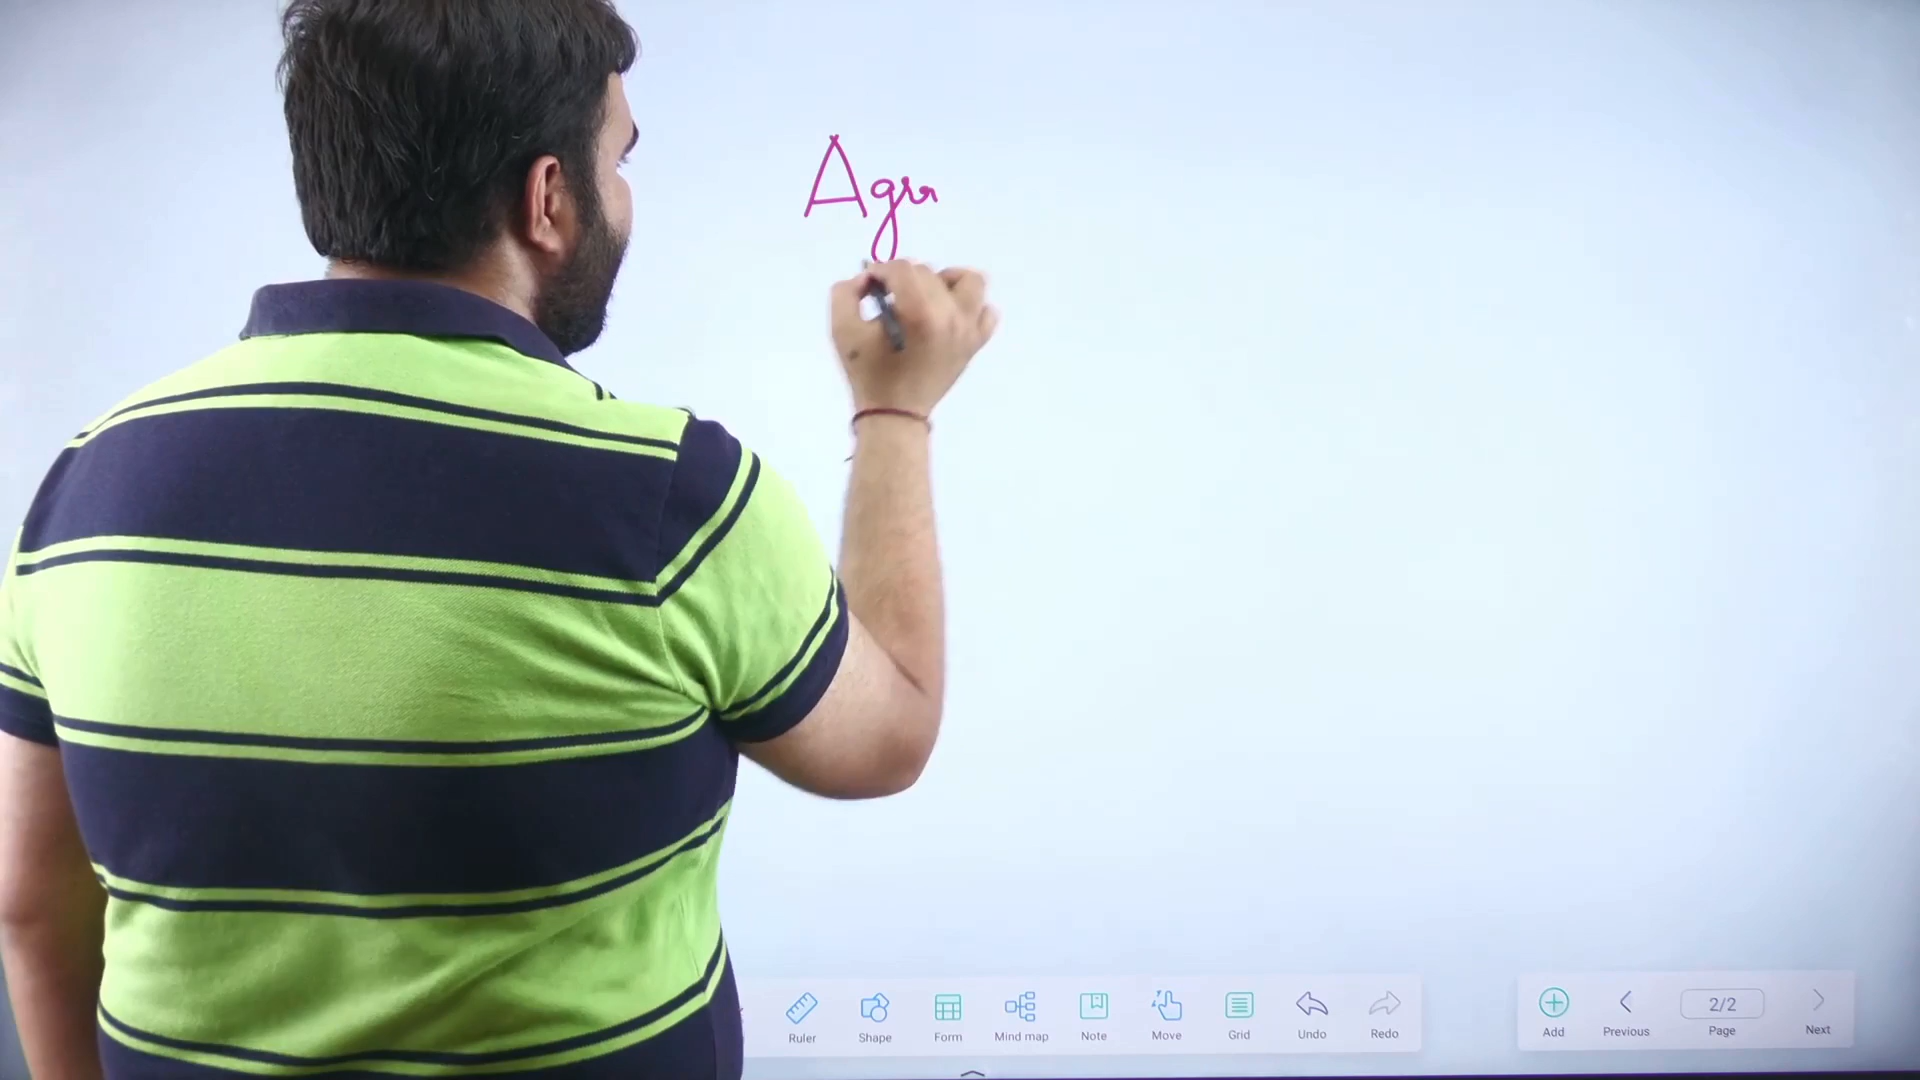 Agr
Ruler Shape Form Mind map Note Move Grid Undo Redo
Add Previous 2/2 Page Next